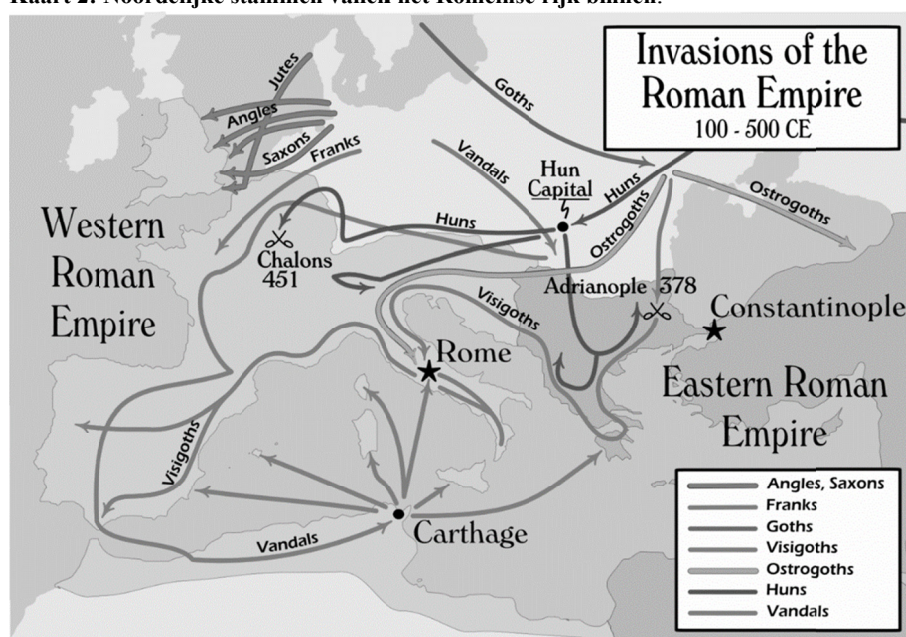 Kaart 2: Noordelijke stammen vallen het Romeinse rijk binnen.
Invasions of the
Roman Empire
100 - 500 CE
Jutes
Goths
Angles
Saxons
Franks
Vandals
Hun
Capital
Huns
Ostrogoths
Ostrogoths
Western
Roman
Empire
Huns
Chalons
451
Adrianople 378
Visigoths
Constantinople
Rome
Eastern Roman
Empire
Visigoths
Carthage
Vandals
Angles, Saxons
Franks
Goths
Visigoths
Ostrogoths
Huns
Vandals